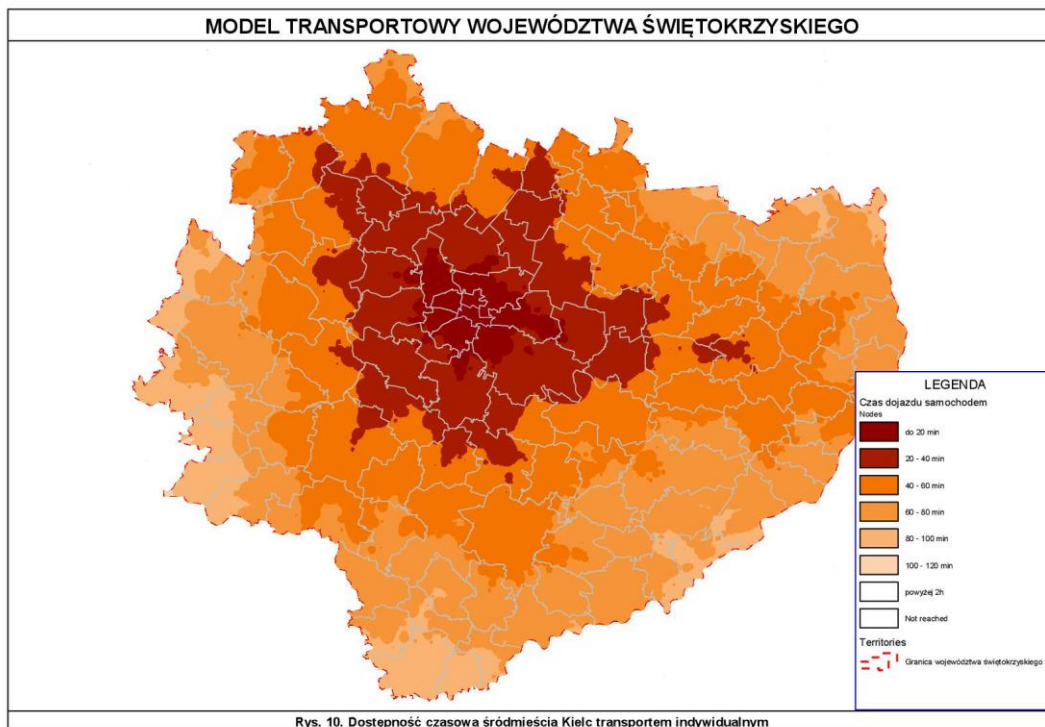 MODEL TRANSPORTOWY WOJEWÓDZTWA ŚWIĘTOKRZYSKIEGO
LEGENDA
Czas dojazdu samochodem
Nodes
do 20 min
20 - 40 min
40 - 60 min
60 - 80 min
80 - 100 min
100 - 120 min
powyżej 2h
Not reached
Territories
Granica województwa świętokrzyskiego
Rys. 10. Dostępność czasowa śródmieścia Kielc transportem indywidualnym